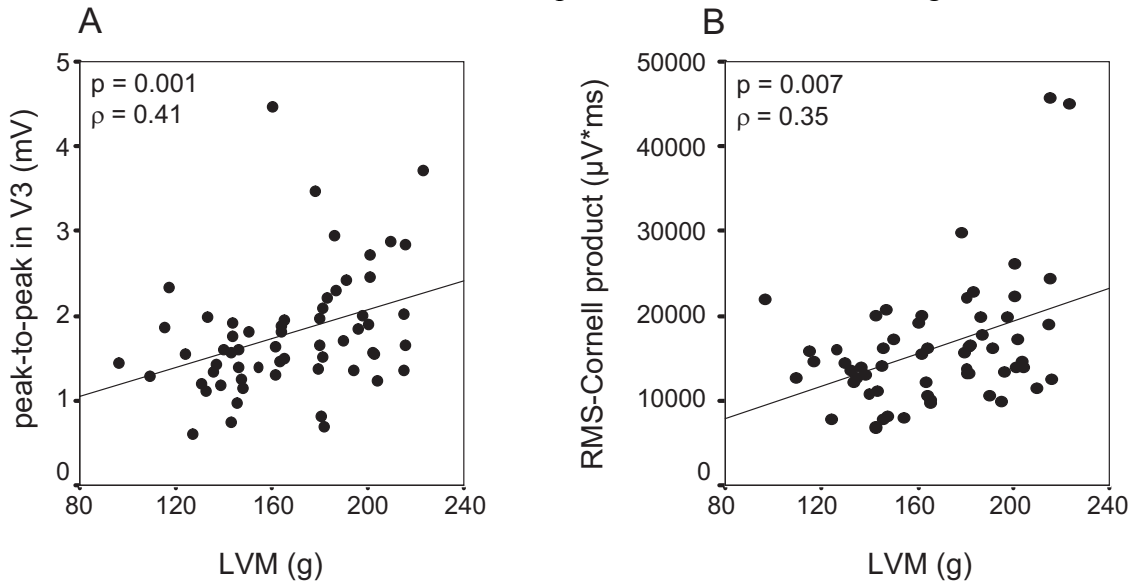 A
p = 0.001
ρ = 0.41
peak-to-peak in V3 (mV)
5
4
3
2
1
0
80 120 160 200 240
LVM (g)
B
p = 0.007
ρ = 0.35
RMS-Cornell product (µV*ms)
50000
40000
30000
20000
10000
0
80 120 160 200 240
LVM (g)